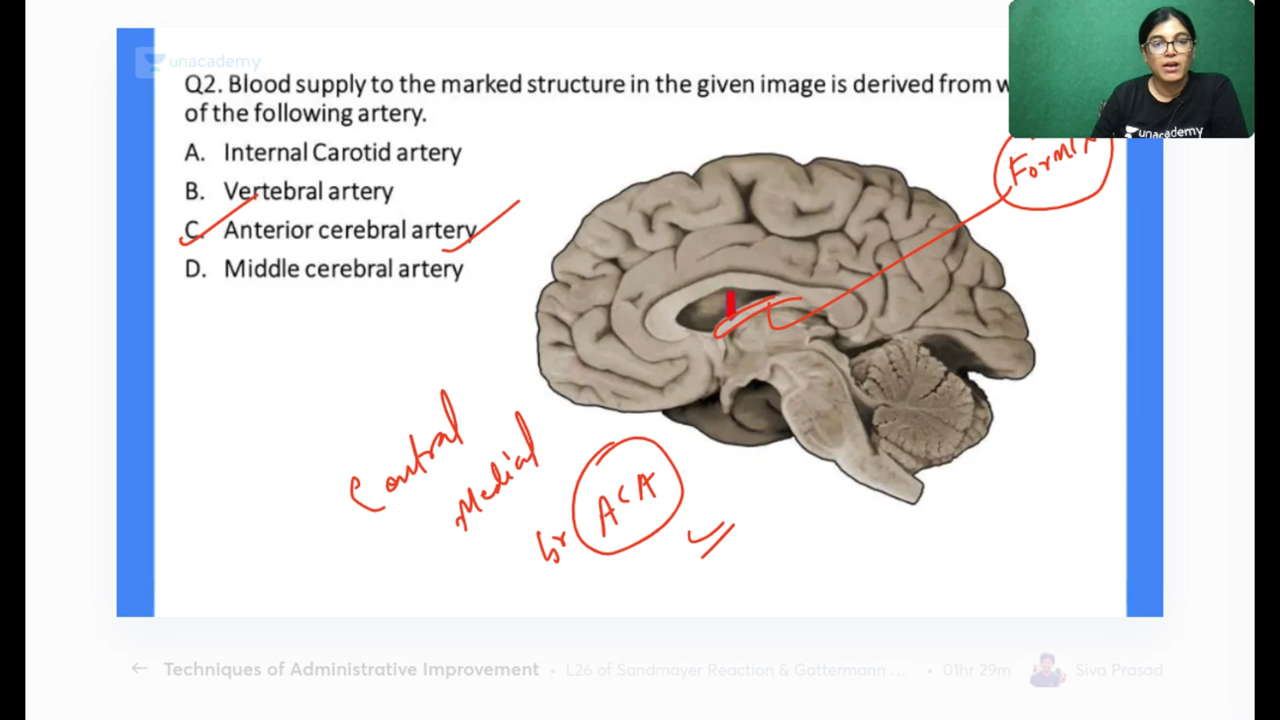 unacademy
Q2. Blood supply to the marked structure in the given image is derived from w
of the following artery.
A. Internal Carotid artery
B. Vertebral artery
C. Anterior cerebral artery
D. Middle cerebral artery
Fornix
unacademy
Central
Medial
br
ACA
← Techniques of Administrative Improvement • L26 of Sandmayer Reaction & Gattermann ... • 01hr 29m Siva Prasad